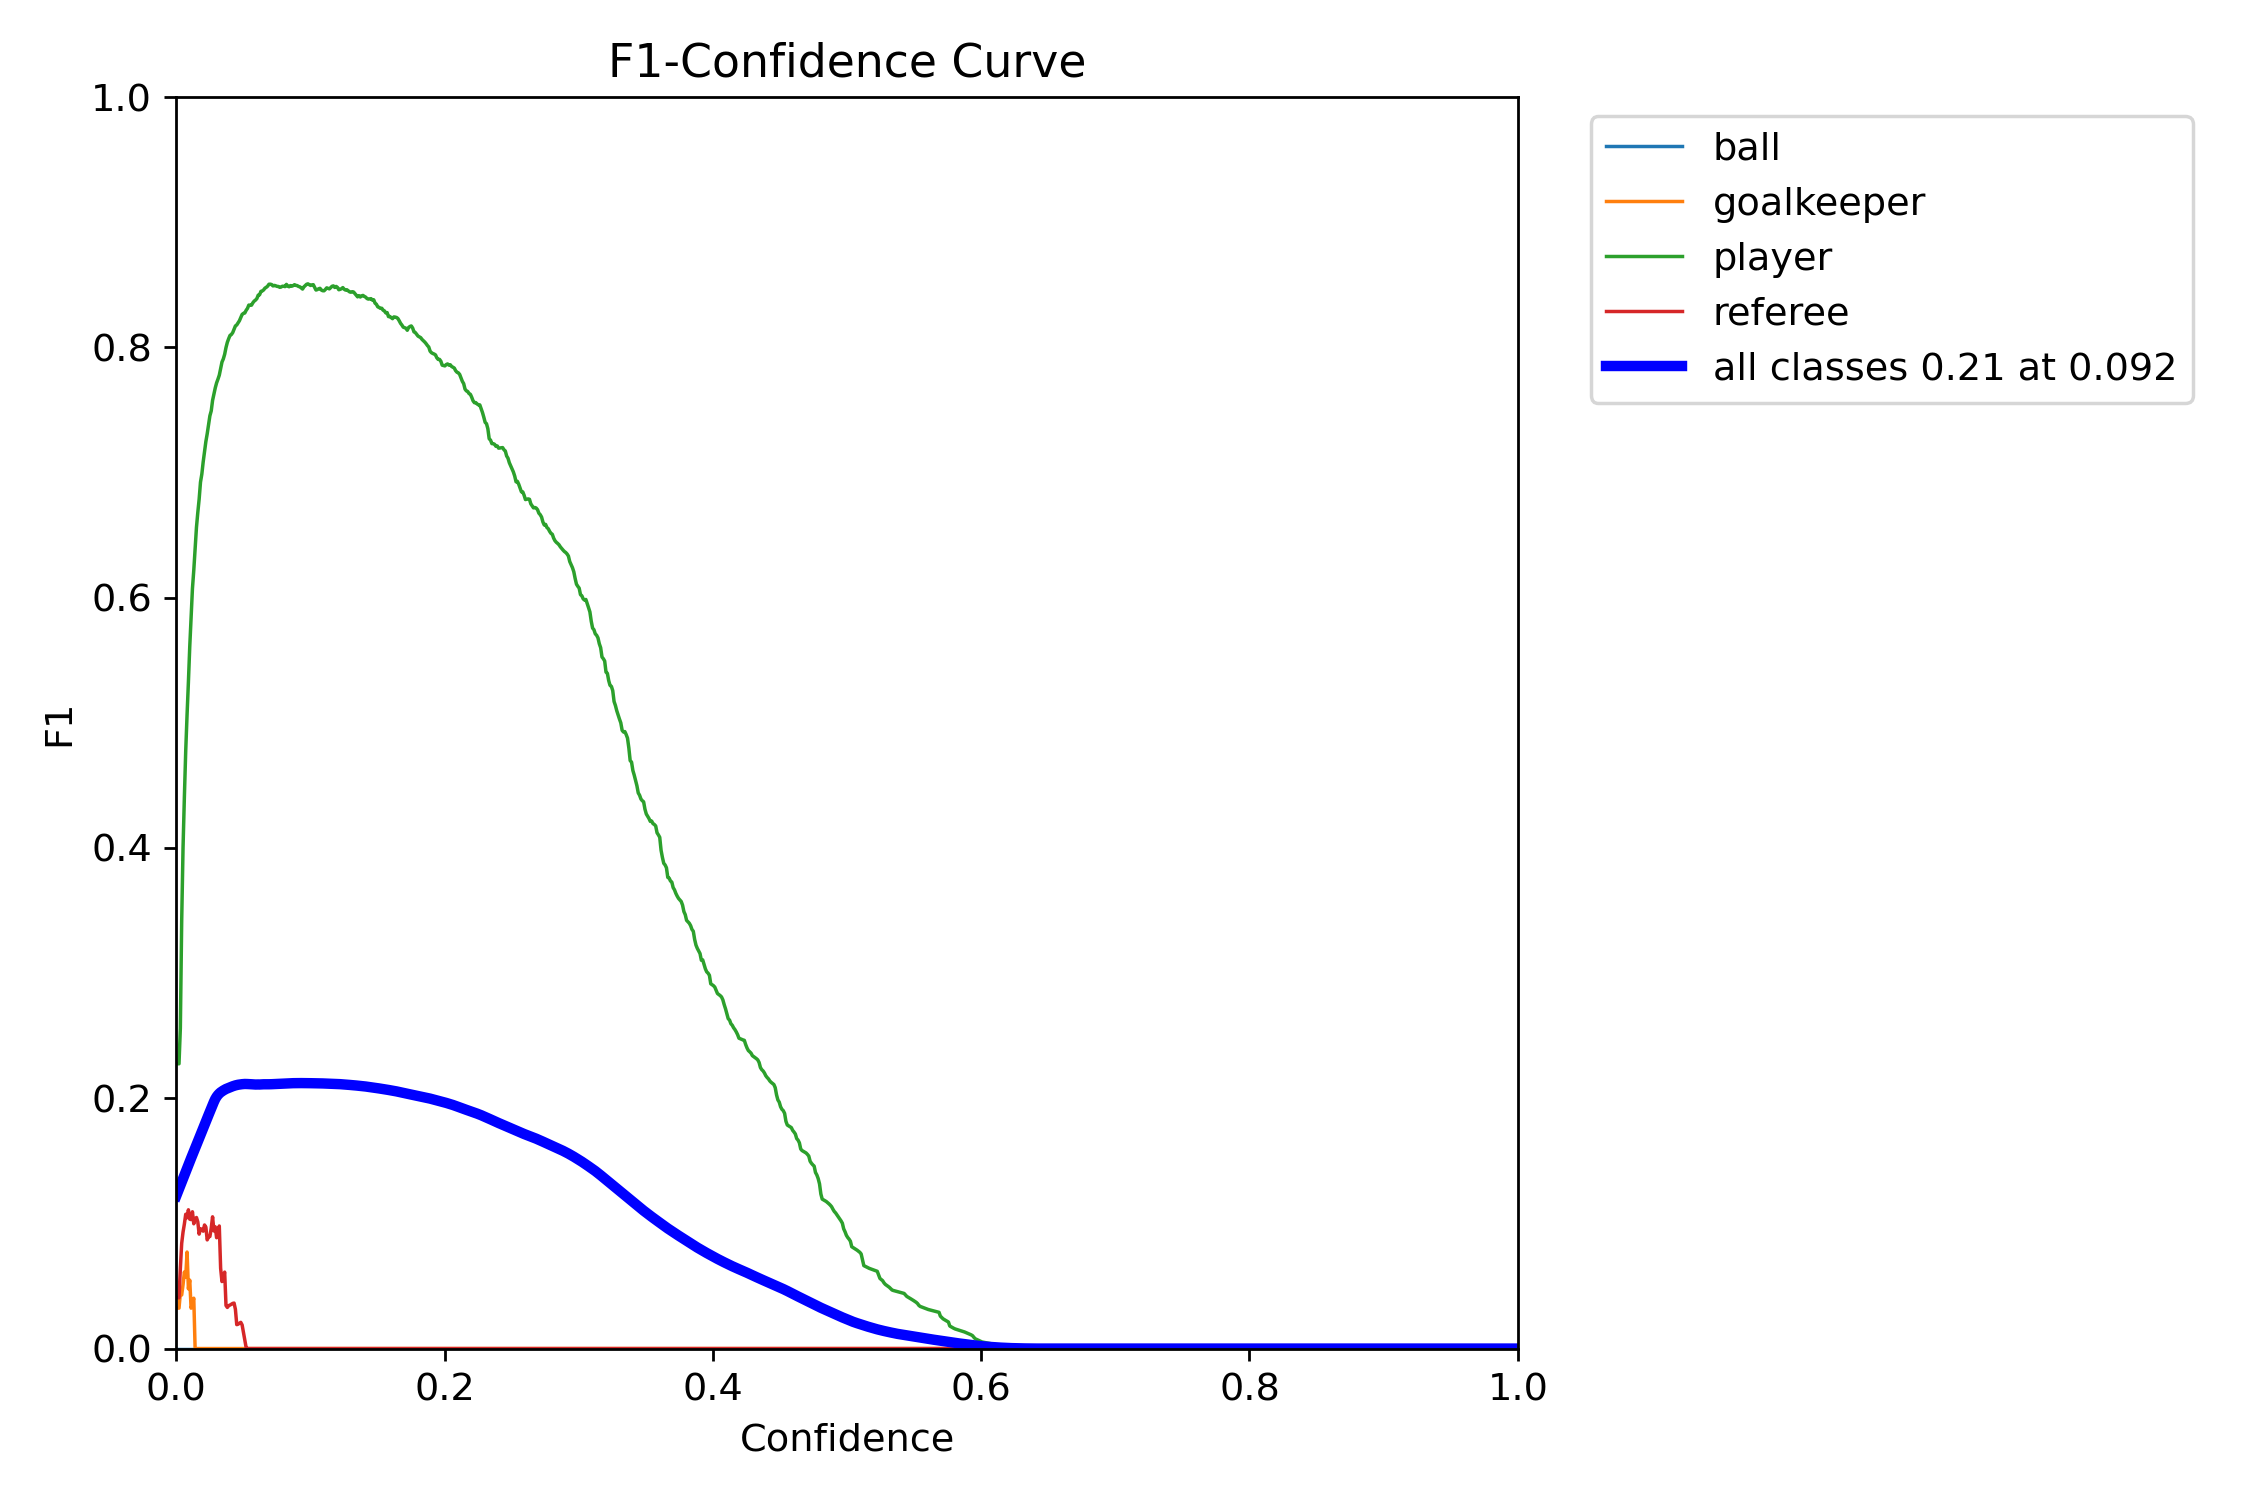 F1-Confidence Curve
1.0
0.8
0.6
0.4
0.2
0.0
F1
0.0 0.2 0.4 0.6 0.8 1.0
Confidence
ball
goalkeeper
player
referee
all classes 0.21 at 0.092